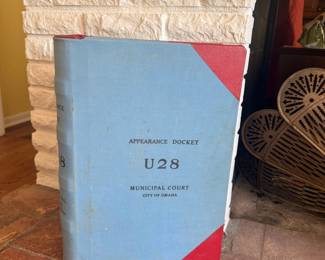 APPEARANCE DOCKET
U28
MUNICIPAL COURT
CITY OF OMAHA